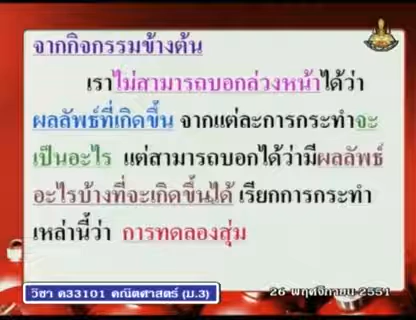 จากกิจกรรมข้างต้น
เราไม่สามารถบอกล่วงหน้าได้ว่า
ผลลัพธ์ที่เกิดขึ้น จากแต่ละการกระทำจะ
เป็นอะไร แต่สามารถบอกได้ว่ามีผลลัพธ์
อะไรบ้างที่จะเกิดขึ้นได้ เรียกการกระทำ
เหล่านี้ว่า การทดลองสุ่ม
วิชา ค33101 คณิตศาสตร์ (ม.3)
26 พฤศจิกายน 2551